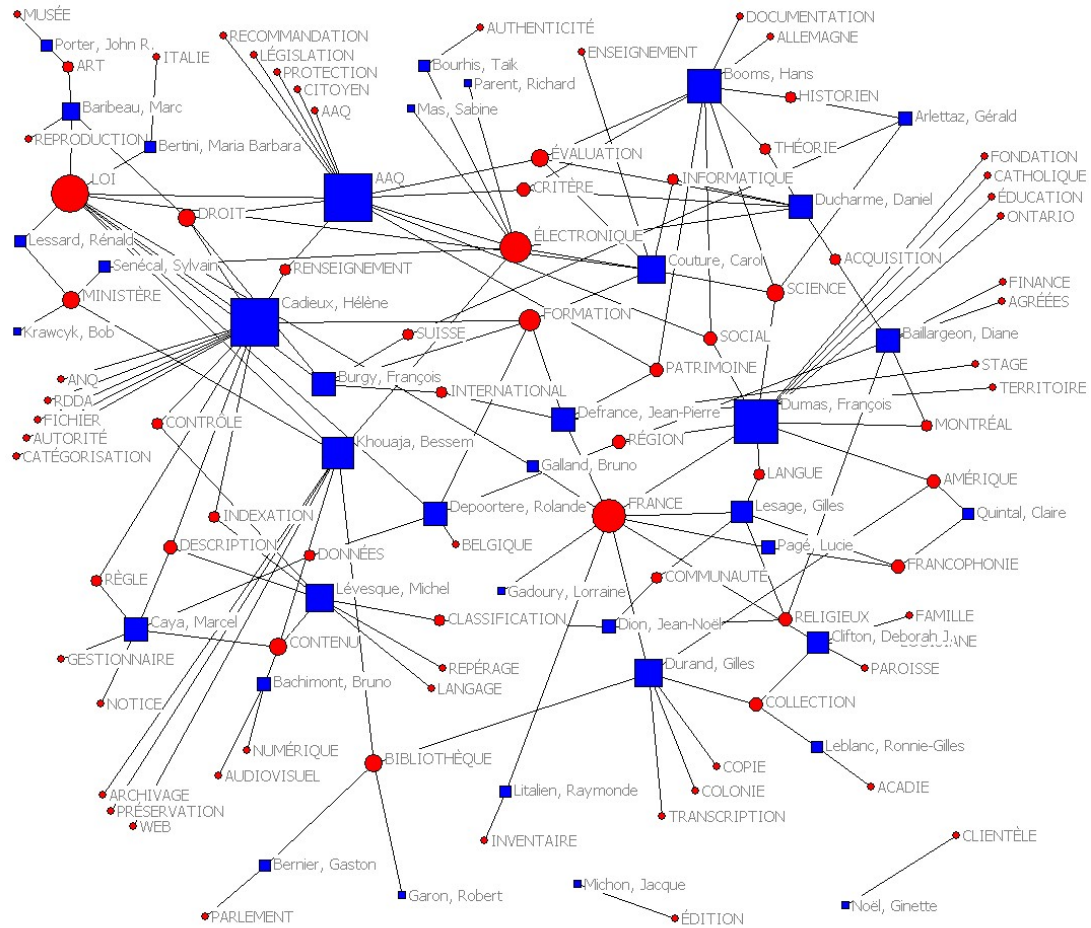 MUSÉE
Porter, John R.
ART
ITALIE
Baribeau, Marc
REPRODUCTION
Bertini, Maria Barbara
RECOMMANDATION
LÉGISLATION
PROTECTION
CITOYEN
AAQ
AUTHENTICITÉ
Bourhis, Taïk
Parent, Richard
Mas, Sabine
ENSEIGNEMENT
DOCUMENTATION
ALLEMAGNE
Booms, Hans
HISTORIEN
Arlettaz, Gérald
THÉORIE
ÉVALUATION
CRITÈRE
INFORMATIQUE
LOI
AAQ
Ducharme, Daniel
FONDATION
CATHOLIQUE
ÉDUCATION
ONTARIO
DROIT
ÉLECTRONIQUE
Lessard, Rénald
Senécal, Sylvain
RENSEIGNEMENT
Couture, Carol
ACQUISITION
MINISTÈRE
Cadieux, Hélène
SCIENCE
FINANCE
AGRÉÉES
Krawcyk, Bob
SUISSE
FORMATION
SOCIAL
Baillargeon, Diane
ANQ
RDDA
FICHIER
AUTORITÉ
CATÉGORISATION
Burgy, François
INTERNATIONAL
PATRIMOINE
STAGE
TERRITOIRE
CONTRÔLE
Defrance, Jean-Pierre
Dumas, François
MONTRÉAL
Khouaja, Bessem
RÉGION
Galland, Bruno
LANGUE
AMÉRIQUE
INDEXATION
Depoortere, Rolande
FRANCE
Lesage, Gilles
Quintal, Claire
DESCRIPTION
DONNÉES
BELGIQUE
Pagé, Lucie
FRANCOPHONIE
RÈGLE
Lévesque, Michel
Gadoury, Lorraine
COMMUNAUTÉ
Caya, Marcel
CLASSIFICATION
Dion, Jean-Noël
RELIGIEUX
FAMILLE
CONTENU
Clifton, Deborah J.
GESTIONNAIRE
REPÉRAGE
LANGAGE
Durand, Gilles
PAROISSE
NOTICE
Bachimont, Bruno
COLLECTION
NUMÉRIQUE
AUDIOVISUEL
BIBLIOTHÈQUE
Leblanc, Ronnie-Gilles
ARCHIVAGE
PRÉSERVATION
WEB
COPIE
COLONIE
TRANSCRIPTION
ACADIE
Litalien, Raymonde
INVENTAIRE
CLIENTÈLE
Bernier, Gaston
Garon, Robert
Michon, Jacque
Noël, Ginette
PARLEMENT
ÉDITION